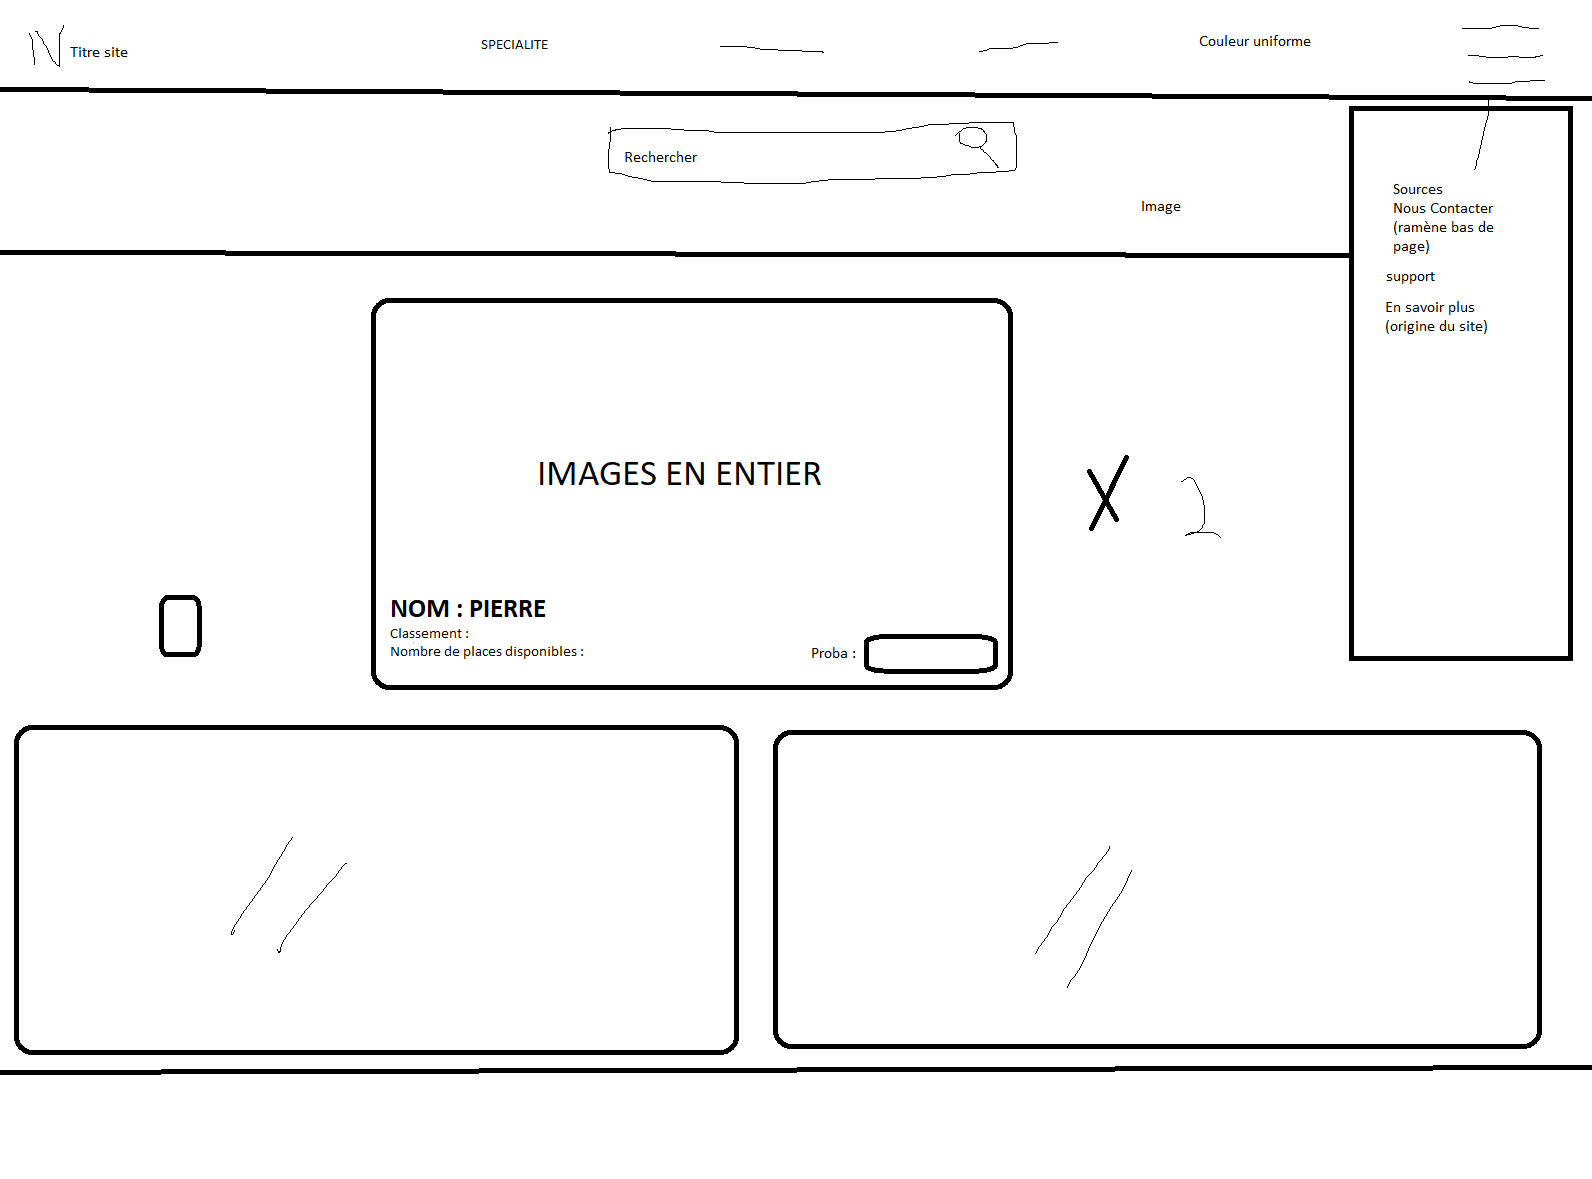 N Titre site
SPECIALITE
Couleur uniforme
Rechercher
Image
Sources
Nous Contacter
(ramène bas de
page)
support
En savoir plus
(origine du site)
IMAGES EN ENTIER
X 2
NOM : PIERRE
Classement :
Nombre de places disponibles :
Proba :